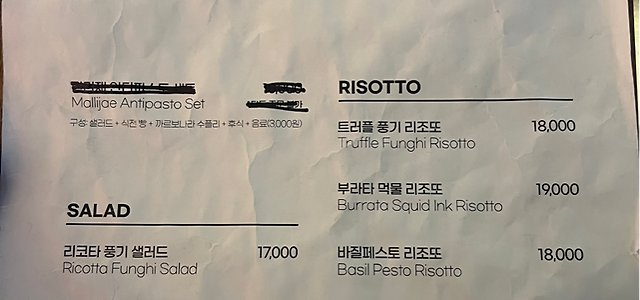 Mallijae Antipasto Set
구성: 샐러드 + 식전 빵 + 까르보나라 수플리 + 후식 + 음료(3,000원)
SALAD
리코타 풍기 샐러드 17,000
Ricotta Funghi Salad
RISOTTO
트러플 풍기 리조또 18,000
Truffle Funghi Risotto
부라타 먹물 리조또 19,000
Burrata Squid Ink Risotto
바질페스토 리조또 18,000
Basil Pesto Risotto